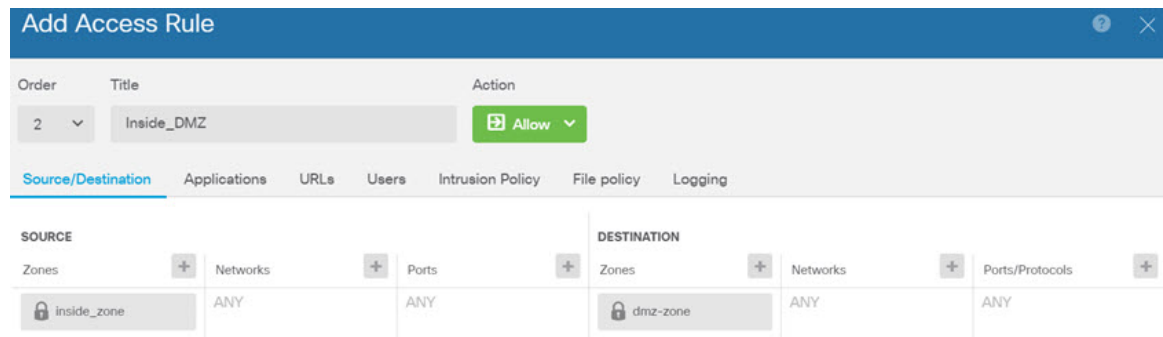 Add Access Rule
Order Title Action
2 Inside_DMZ Allow
Source/Destination Applications URLs Users Intrusion Policy File policy Logging
SOURCE DESTINATION
Zones Networks Ports Zones Networks Ports/Protocols
inside_zone ANY ANY dmz-zone ANY ANY